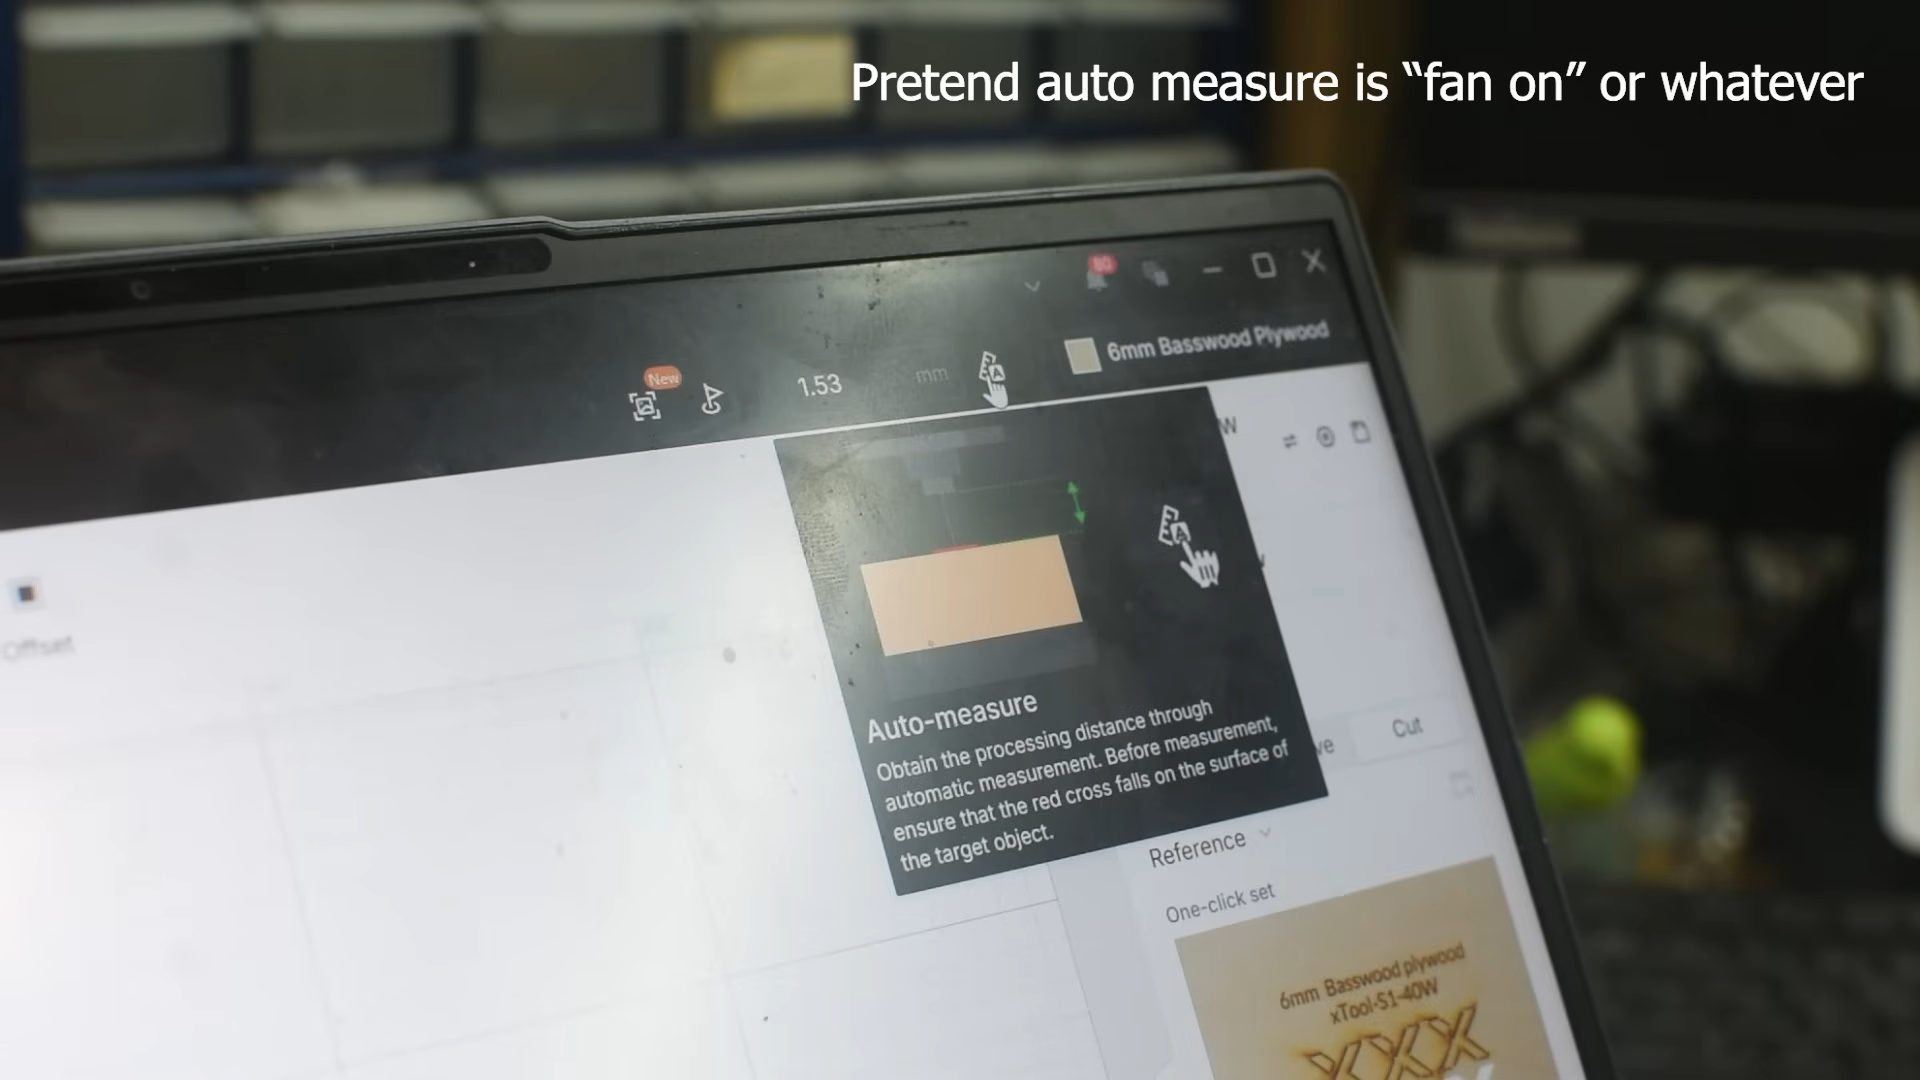 Pretend auto measure is “fan on” or whatever
80
New
1.53
mm
6mm Basswood Plywood
W
Offset
Auto-measure
Obtain the processing distance through
automatic measurement. Before measurement,
ensure that the red cross falls on the surface of
the target object.
Cut
Reference
One-click set
6mm Basswood plywood
xTool-S1-40W
XXX